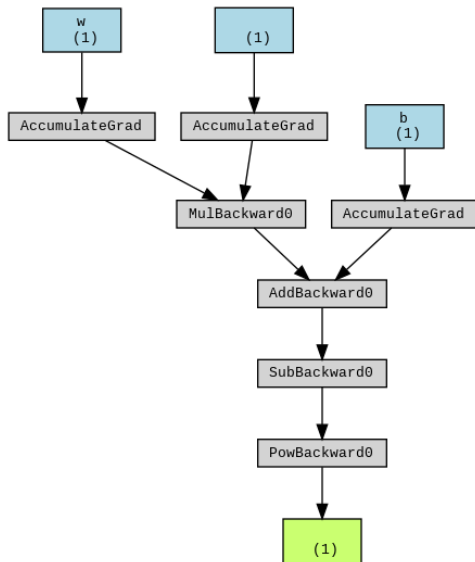 w
(1)
(1)
AccumulateGrad
AccumulateGrad
b
(1)
MulBackward0
AccumulateGrad
AddBackward0
SubBackward0
PowBackward0
(1)